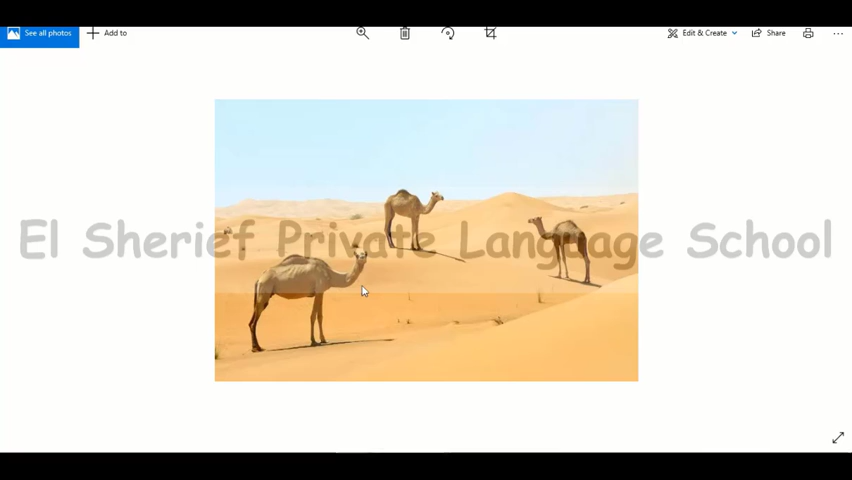 See all photos
Add to
Edit & Create
Share
El Sherief Private Language School